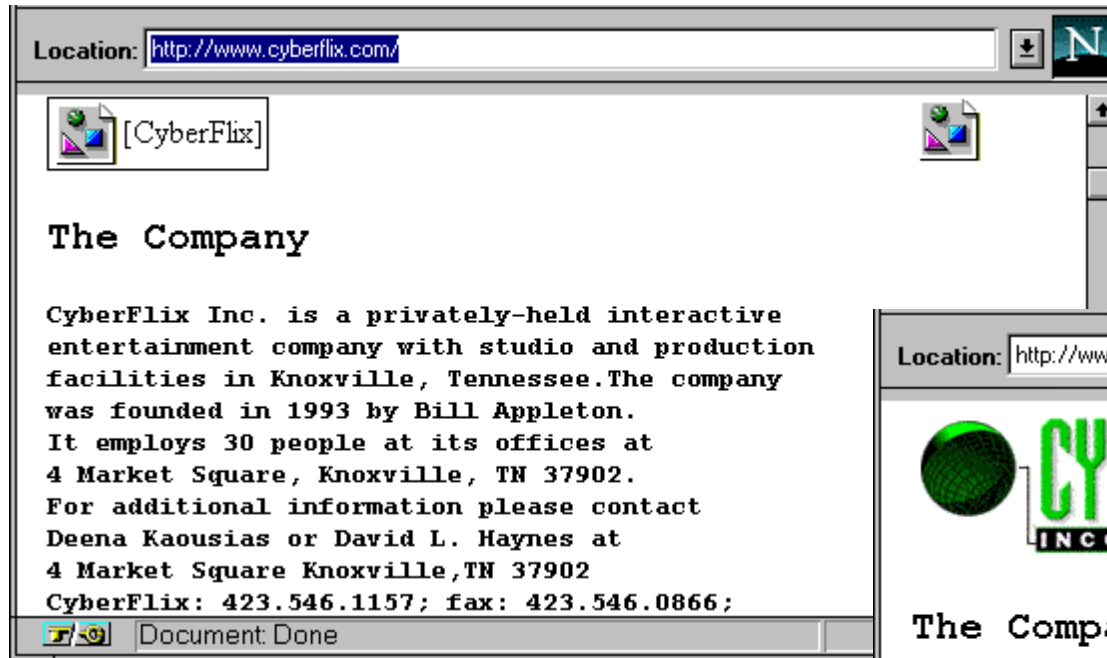 Location: http://www.cyberflix.com/
N
[CyberFlix]
The Company
CyberFlix Inc. is a privately-held interactive
entertainment company with studio and production
facilities in Knoxville, Tennessee.The company
was founded in 1993 by Bill Appleton.
It employs 30 people at its offices at
4 Market Square, Knoxville, TN 37902.
For additional information please contact
Deena Kaousias or David L. Haynes at
4 Market Square Knoxville,TN 37902
CyberFlix: 423.546.1157; fax: 423.546.0866;
Document: Done
Location: http://ww
CY
INC
The Comp